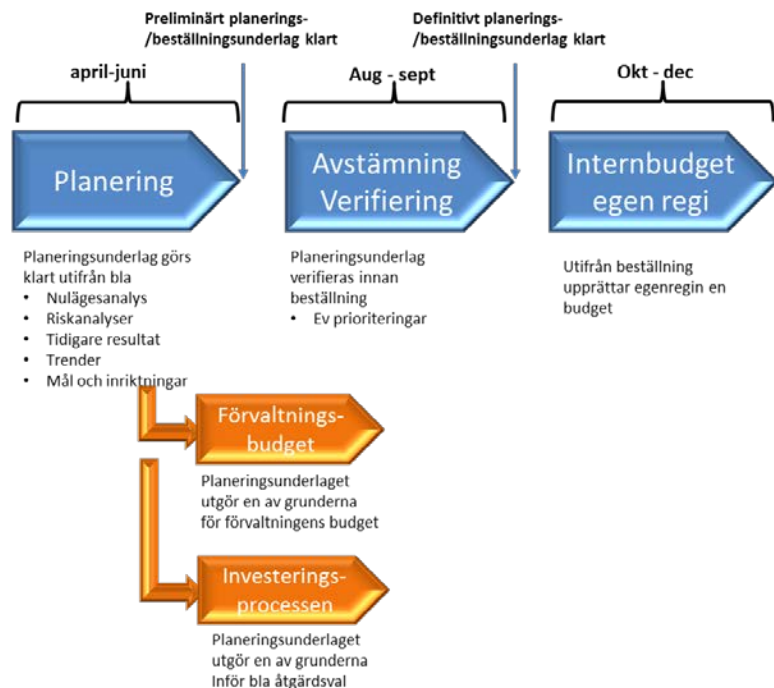 Preliminärt planerings-
/beställningsunderlag klart
Definitivt planerings-
/beställningsunderlag klart
april-juni
Aug - sept
Okt - dec
Planering
Avstämning
Verifiering
Internbudget
egen regi
Planeringsunderlag görs
klart utifrån bla
• Nulägesanalys
• Riskanalyser
• Tidigare resultat
• Trender
• Mål och inriktningar
Planeringsunderlag
verifieras innan
beställning
• Ev prioriteringar
Utifrån beställning
upprättar egenregin en
budget
Förvaltnings-
budget
Planeringsunderlaget
utgör en av grunderna
för förvaltningens budget
Investerings-
processen
Planeringsunderlaget
utgör en av grunderna
Inför bla åtgärdsval